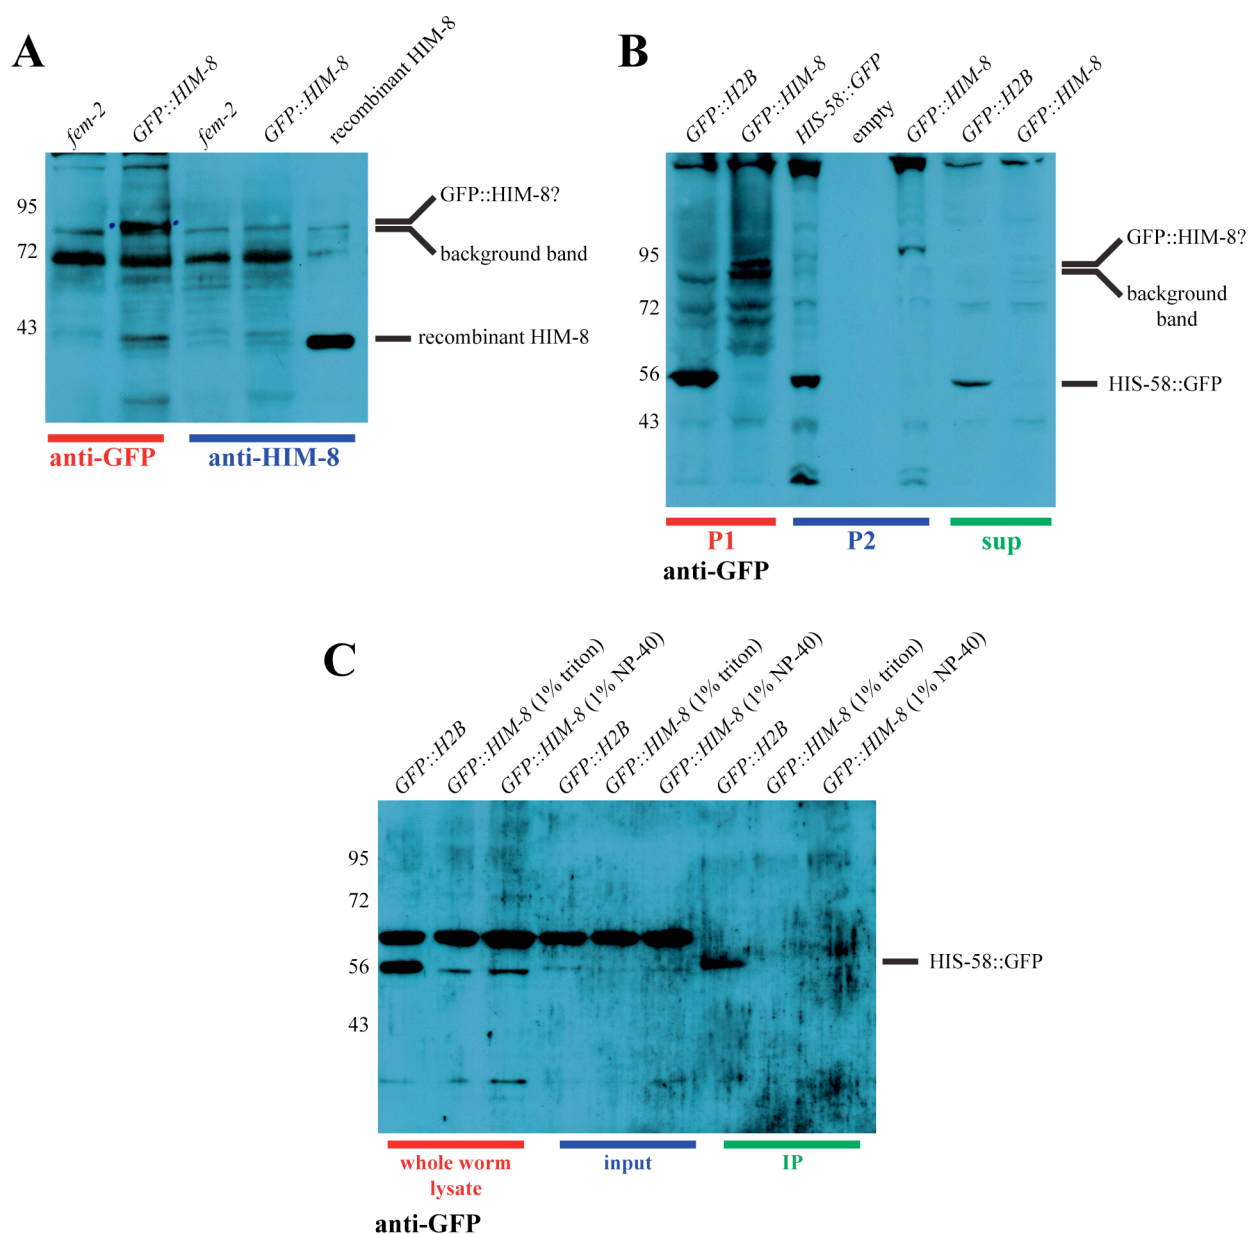 A
fem-2
GFP::HIM-8
fem-2
GFP::HIM-8
recombinant HIM-8
95
72
43
GFP::HIM-8?
background band
recombinant HIM-8
anti-GFP
anti-HIM-8
B
GFP::H2B
GFP::HIM-8
HIS-58::GFP
empty
GFP::HIM-8
GFP::H2B
GFP::HIM-8
95
72
56
43
GFP::HIM-8?
background
band
HIS-58::GFP
P1
P2
sup
anti-GFP
C
GFP::H2B
GFP::HIM-8 (1% triton)
GFP::HIM-8 (1% NP-40)
GFP::H2B
GFP::HIM-8 (1% triton)
GFP::HIM-8 (1% NP-40)
GFP::H2B
GFP::HIM-8 (1% triton)
GFP::HIM-8 (1% NP-40)
95
72
56
43
HIS-58::GFP
whole worm
lysate
input
IP
anti-GFP